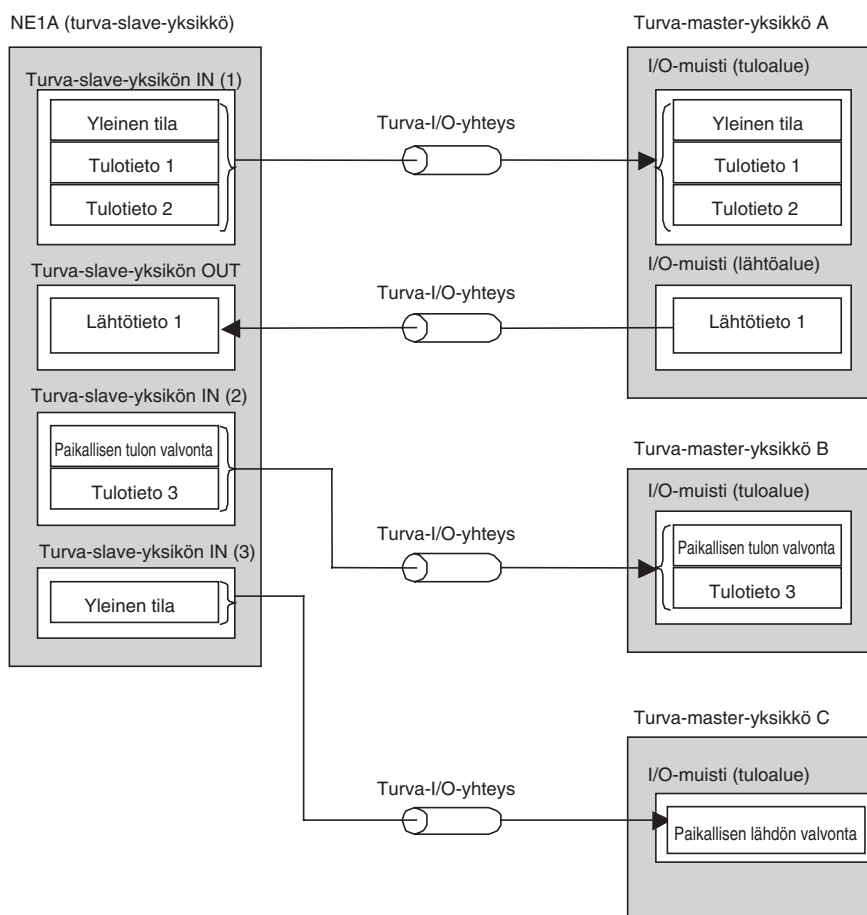 NE1A (turva-slave-yksikkö)
Turva-slave-yksikön IN (1)
Yleinen tila
Tulotieto 1
Tulotieto 2
Turva-slave-yksikön OUT
Lähtötieto 1
Turva-slave-yksikön IN (2)
Paikallisen tulon valvonta
Tulotieto 3
Turva-slave-yksikön IN (3)
Yleinen tila
Turva-I/O-yhteys
Turva-I/O-yhteys
Turva-I/O-yhteys
Turva-I/O-yhteys
Turva-master-yksikkö A
I/O-muisti (tuloalue)
Yleinen tila
Tulotieto 1
Tulotieto 2
I/O-muisti (lähtöalue)
Lähtötieto 1
Turva-master-yksikkö B
I/O-muisti (tuloalue)
Paikallisen tulon valvonta
Tulotieto 3
Turva-master-yksikkö C
I/O-muisti (tuloalue)
Paikallisen lähdön valvonta